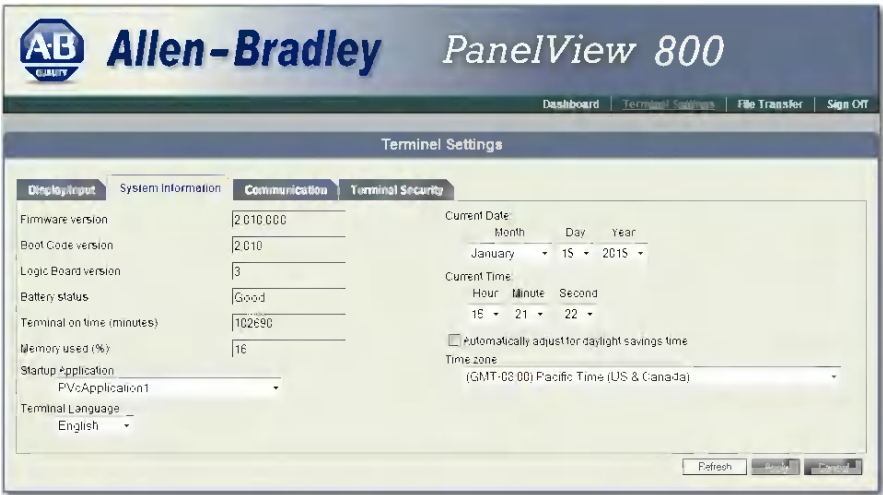 A·B
QUALITY
Allen-Bradley
PanelView 800
Dashboard | Terminal Settings | File Transfer | Sign Off
Terminel Settings
Display/Input
System Information
Communication
Terminal Security
Firmware version
2.010.000
Boot Code version
2.010
Logic Board version
3
Battery status
Good
Terminal on time (minutes)
102690
Memory used (%)
16
Startup Application
PVcApplication1
Terminal Language
English
Current Date:
Month Day Year
January 15 2015
Current Time:
Hour Minute Second
15 21 22
Automatically adjust for daylight savings time
Time zone
(GMT-08:00) Pacific Time (US & Canada)
Refresh
Apply
Cancel